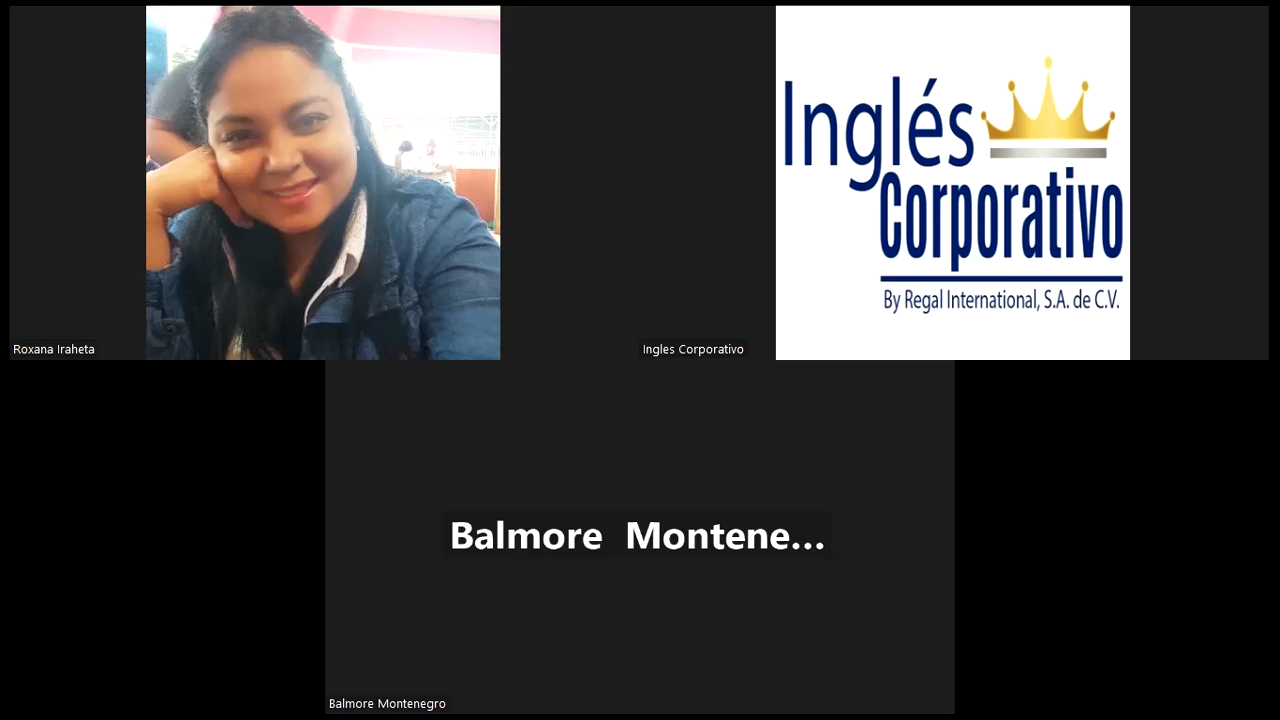 Inglés
Corporativo
By Regal International, S.A. de C.V.
Roxana Iraheta
Ingles Corporativo
Balmore Montene...
Balmore Montenegro